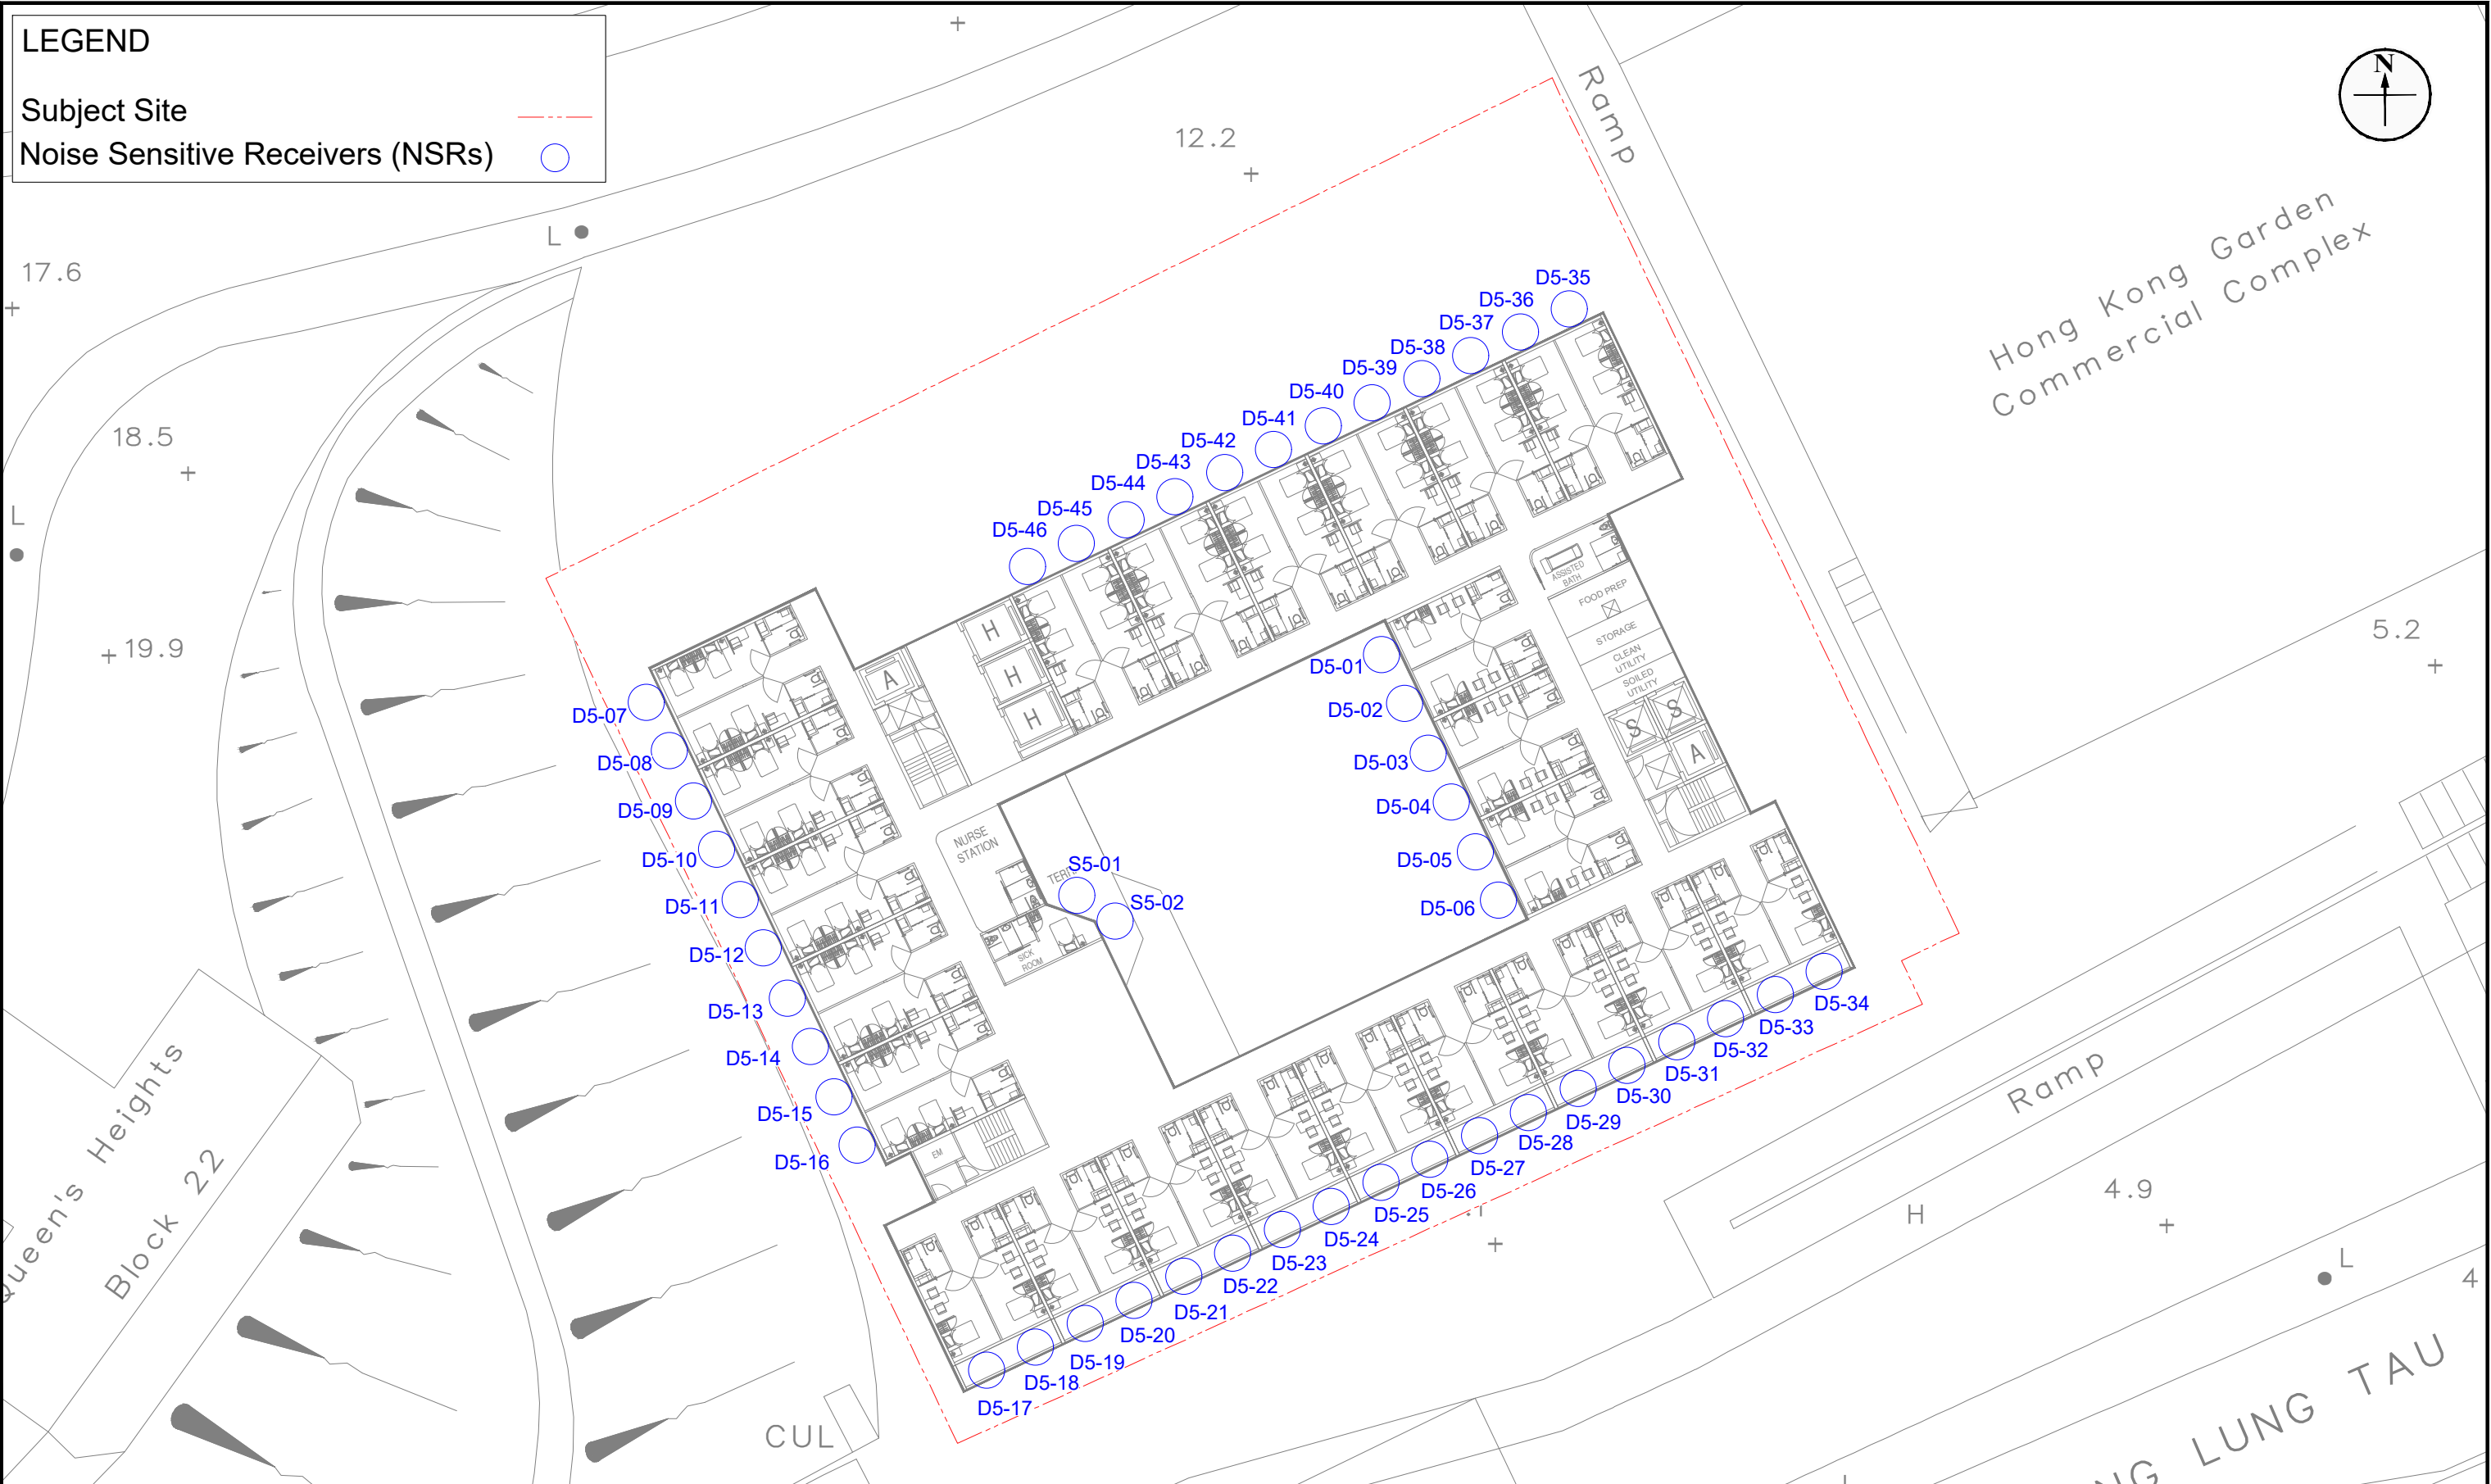 LEGEND
Subject Site
Noise Sensitive Receivers (NSRs)
N
Ramp
12.2
Hong Kong Garden
Commercial Complex
L
17.6
18.5
L
19.9
5.2
D5-35
D5-36
D5-37
D5-38
D5-39
D5-40
D5-41
D5-42
D5-43
D5-44
D5-45
D5-46
H
H
H
A
ASSISTED
BATH
FOOD PREP
STORAGE
CLEAN
UTILITY
SOILED
UTILITY
S
S
A
D5-01
D5-02
D5-03
D5-04
D5-05
D5-06
D5-07
D5-08
D5-09
D5-10
D5-11
D5-12
D5-13
D5-14
D5-15
D5-16
NURSE
STATION
S5-01
S5-02
SICK
ROOM
EM
D5-34
D5-33
D5-32
D5-31
D5-30
D5-29
D5-28
D5-27
D5-26
D5-25
D5-24
D5-23
D5-22
D5-21
D5-20
D5-19
D5-18
D5-17
Queen's Heights
Block 22
CUL
Ramp
H
4.9
L
4
LUNG TAU